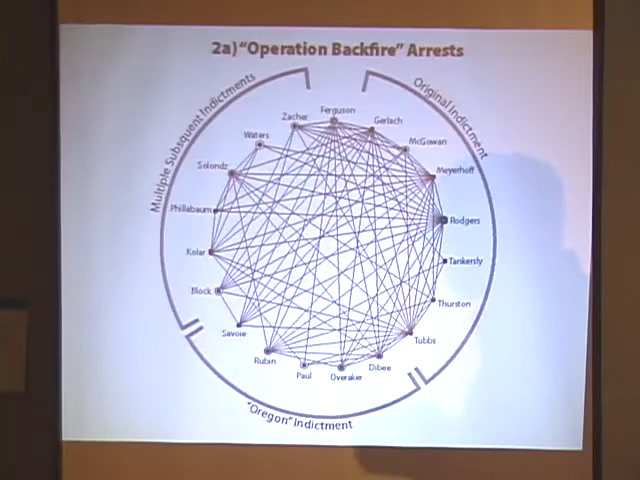 2a) “Operation Backfire” Arrests
Multiple Subsquent Indictments
Original Indictment
Ferguson
Gerlach
McGowan
Meyerhoff
Rodgers
Tankersly
Thurston
Tubbs
Dibee
Overaker
Paul
Rubin
Savoie
Block
Kolar
Phillabaum
Solondz
Waters
Zacher
"Oregon" Indictment